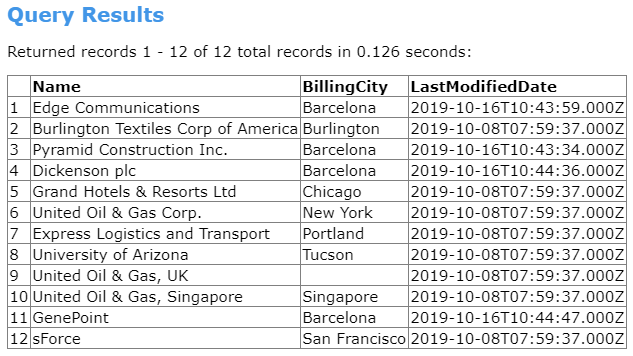 Query Results
Returned records 1 - 12 of 12 total records in 0.126 seconds:
Name BillingCity LastModifiedDate
1 Edge Communications Barcelona 2019-10-16T10:43:59.000Z
2 Burlington Textiles Corp of America Burlington 2019-10-08T07:59:37.000Z
3 Pyramid Construction Inc. Barcelona 2019-10-16T10:43:34.000Z
4 Dickenson plc Barcelona 2019-10-16T10:44:36.000Z
5 Grand Hotels & Resorts Ltd Chicago 2019-10-08T07:59:37.000Z
6 United Oil & Gas Corp. New York 2019-10-08T07:59:37.000Z
7 Express Logistics and Transport Portland 2019-10-08T07:59:37.000Z
8 University of Arizona Tucson 2019-10-08T07:59:37.000Z
9 United Oil & Gas, UK 2019-10-08T07:59:37.000Z
10 United Oil & Gas, Singapore Singapore 2019-10-08T07:59:37.000Z
11 GenePoint Barcelona 2019-10-16T10:44:47.000Z
12 sForce San Francisco 2019-10-08T07:59:37.000Z